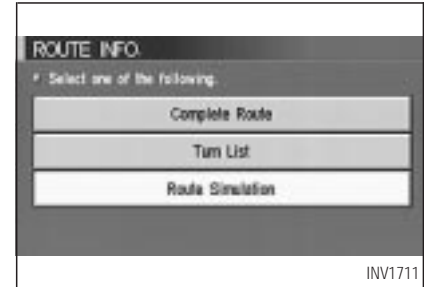 ROUTE INFO.
* Select one of the following.
Complete Route
Turn List
Route Simulation
INV1711